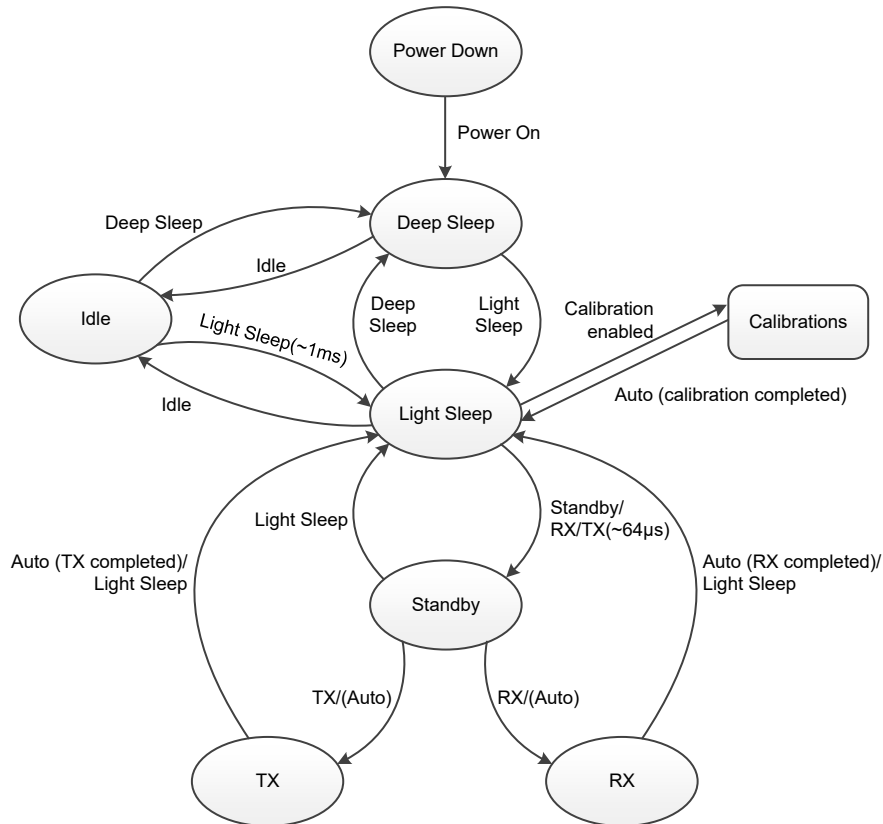 Power Down
Power On
Deep Sleep
Deep Sleep
Idle
Idle
Deep
Sleep
Light
Sleep
Calibration
enabled
Calibrations
Light Sleep(~1ms)
Idle
Light Sleep
Auto (calibration completed)
Light Sleep
Standby/
RX/TX(~64µs)
Auto (TX completed)/
Light Sleep
Auto (RX completed)/
Light Sleep
Standby
TX/(Auto)
RX/(Auto)
TX
RX